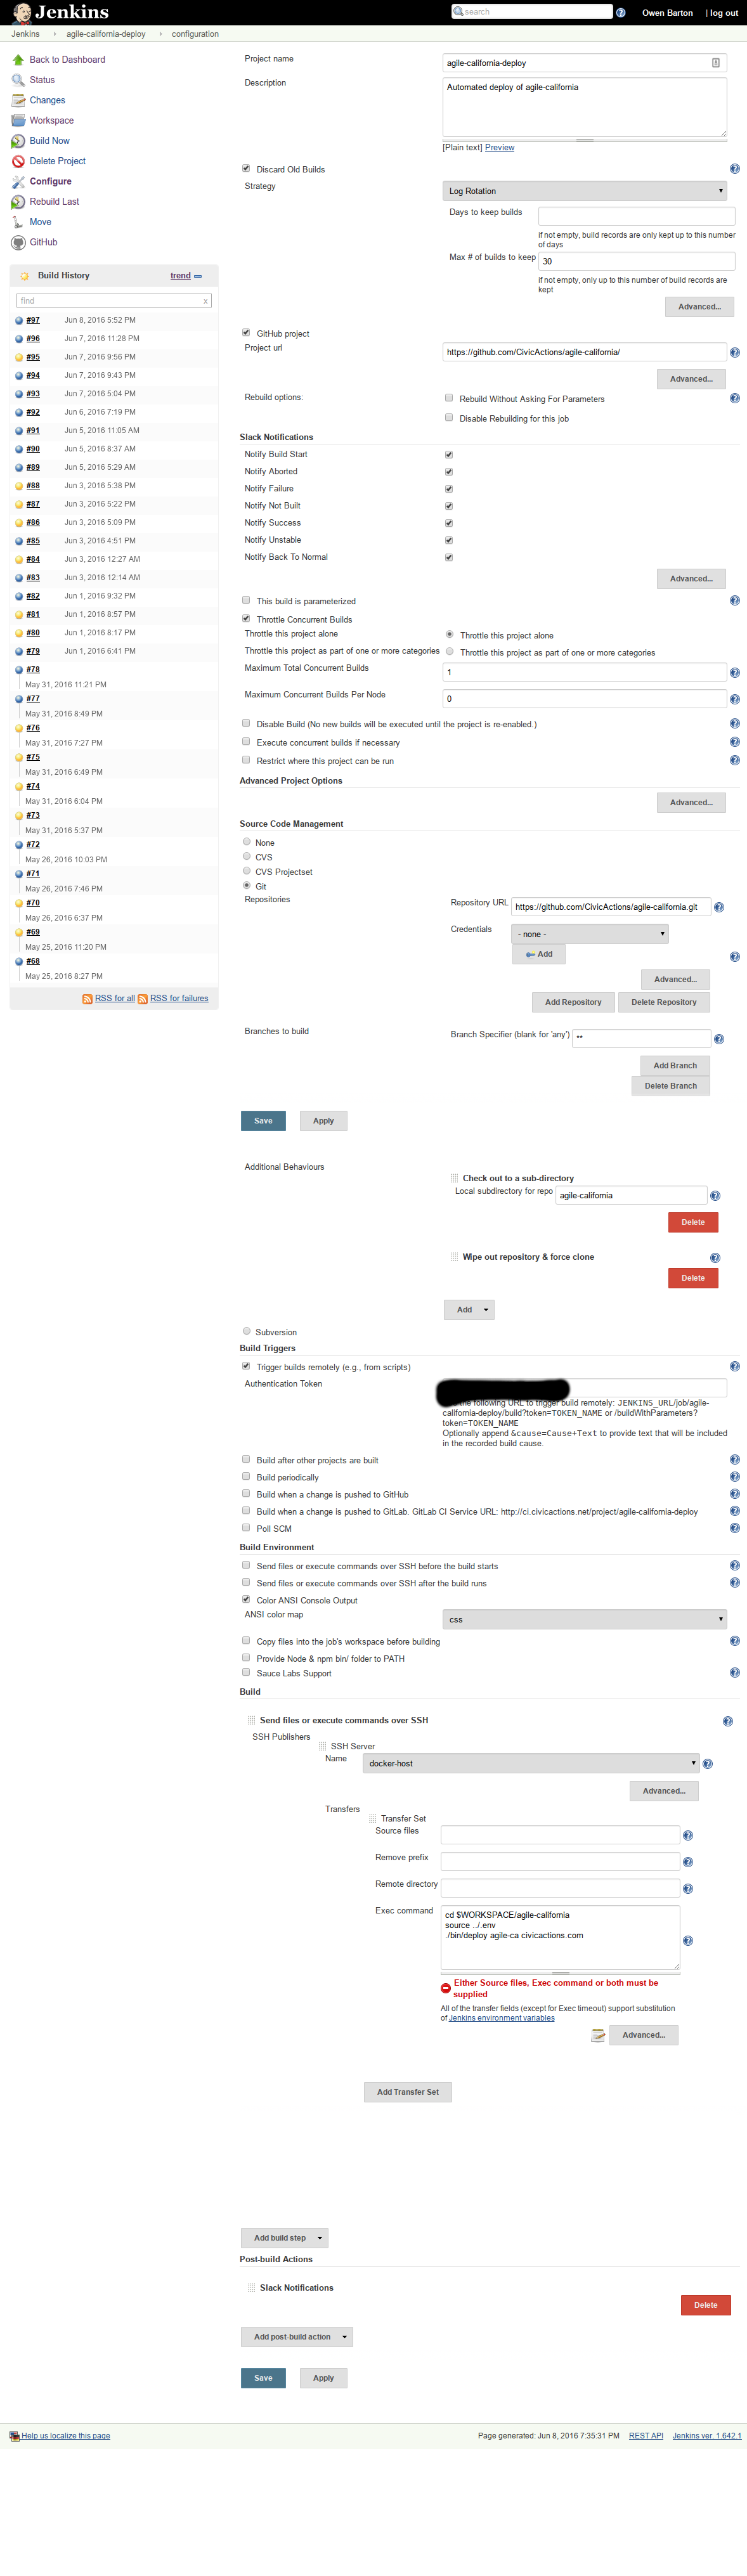 Jenkins
search
Owen Barton | log out
Jenkins › agile-california-deploy › configuration
Back to Dashboard
Status
Changes
Workspace
Build Now
Delete Project
Configure
Rebuild Last
Move
GitHub
Build History trend
find x
#97 Jun 8, 2016 5:52 PM
#96 Jun 7, 2016 11:28 PM
#95 Jun 7, 2016 9:56 PM
#94 Jun 7, 2016 9:43 PM
#93 Jun 7, 2016 5:04 PM
#92 Jun 6, 2016 7:19 PM
#91 Jun 5, 2016 11:05 AM
#90 Jun 5, 2016 8:37 AM
#89 Jun 5, 2016 5:29 AM
#88 Jun 3, 2016 5:38 PM
#87 Jun 3, 2016 5:22 PM
#86 Jun 3, 2016 5:09 PM
#85 Jun 3, 2016 4:51 PM
#84 Jun 3, 2016 12:27 AM
#83 Jun 3, 2016 12:14 AM
#82 Jun 1, 2016 9:32 PM
#81 Jun 1, 2016 8:57 PM
#80 Jun 1, 2016 8:17 PM
#79 Jun 1, 2016 6:41 PM
#78
May 31, 2016 11:21 PM
#77
May 31, 2016 8:49 PM
#76
May 31, 2016 7:27 PM
#75
May 31, 2016 6:49 PM
#74
May 31, 2016 6:04 PM
#73
May 31, 2016 5:37 PM
#72
May 26, 2016 10:03 PM
#71
May 26, 2016 7:46 PM
#70
May 26, 2016 6:37 PM
#69
May 25, 2016 11:20 PM
#68
May 25, 2016 8:27 PM
RSS for all RSS for failures
Project name agile-california-deploy
Description Automated deploy of agile-california
[Plain text] Preview
Discard Old Builds
Strategy Log Rotation
Days to keep builds
if not empty, build records are only kept up to this number
of days
Max # of builds to keep 30
if not empty, only up to this number of build records are
kept
Advanced...
GitHub project
Project url https://github.com/CivicActions/agile-california/
Advanced...
Rebuild options: Rebuild Without Asking For Parameters
Disable Rebuilding for this job
Slack Notifications
Notify Build Start
Notify Aborted
Notify Failure
Notify Not Built
Notify Success
Notify Unstable
Notify Back To Normal
Advanced...
This build is parameterized
Throttle Concurrent Builds
Throttle this project alone Throttle this project alone
Throttle this project as part of one or more categories Throttle this project as part of one or more categories
Maximum Total Concurrent Builds 1
Maximum Concurrent Builds Per Node 0
Disable Build (No new builds will be executed until the project is re-enabled.)
Execute concurrent builds if necessary
Restrict where this project can be run
Advanced Project Options
Advanced...
Source Code Management
None
CVS
CVS Projectset
Git
Repositories Repository URL https://github.com/CivicActions/agile-california.git
Credentials - none -
Add
Advanced...
Add Repository Delete Repository
Branches to build Branch Specifier (blank for 'any') **
Add Branch
Delete Branch
Save Apply
Additional Behaviours Check out to a sub-directory
Local subdirectory for repo agile-california
Delete
Wipe out repository & force clone
Delete
Add
Subversion
Build Triggers
Trigger builds remotely (e.g., from scripts)
Authentication Token
the following URL to trigger build remotely: JENKINS_URL/job/agile-
california-deploy/build?token=TOKEN_NAME or /buildWithParameters?
token=TOKEN_NAME
Optionally append &cause=Cause+Text to provide text that will be included
in the recorded build cause.
Build after other projects are built
Build periodically
Build when a change is pushed to GitHub
Build when a change is pushed to GitLab. GitLab CI Service URL: http://ci.civicactions.net/project/agile-california-deploy
Poll SCM
Build Environment
Send files or execute commands over SSH before the build starts
Send files or execute commands over SSH after the build runs
Color ANSI Console Output
ANSI color map css
Copy files into the job's workspace before building
Provide Node & npm bin/ folder to PATH
Sauce Labs Support
Build
Send files or execute commands over SSH
SSH Publishers
SSH Server
Name docker-host
Advanced...
Transfers
Transfer Set
Source files
Remove prefix
Remote directory
Exec command cd $WORKSPACE/agile-california
source ../.env
./bin/deploy agile-ca civicactions.com
Either Source files, Exec command or both must be
supplied
All of the transfer fields (except for Exec timeout) support substitution
of Jenkins environment variables
Advanced...
Add Transfer Set
Add build step
Post-build Actions
Slack Notifications
Delete
Add post-build action
Save Apply
Help us localize this page
Page generated: Jun 8, 2016 7:35:31 PM REST API Jenkins ver. 1.642.1